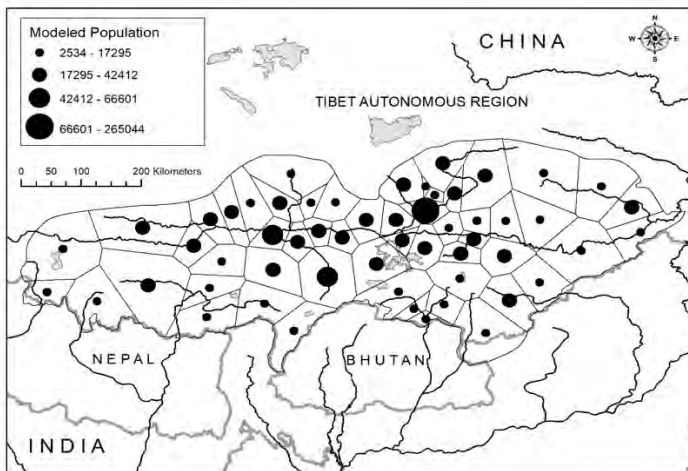 Modeled Population
2534 - 17295
17295 - 42412
42412 - 66601
66601 - 265044
0 50 100 200 Kilometers
CHINA
N
W E
S
TIBET AUTONOMOUS REGION
NEPAL
BHUTAN
INDIA